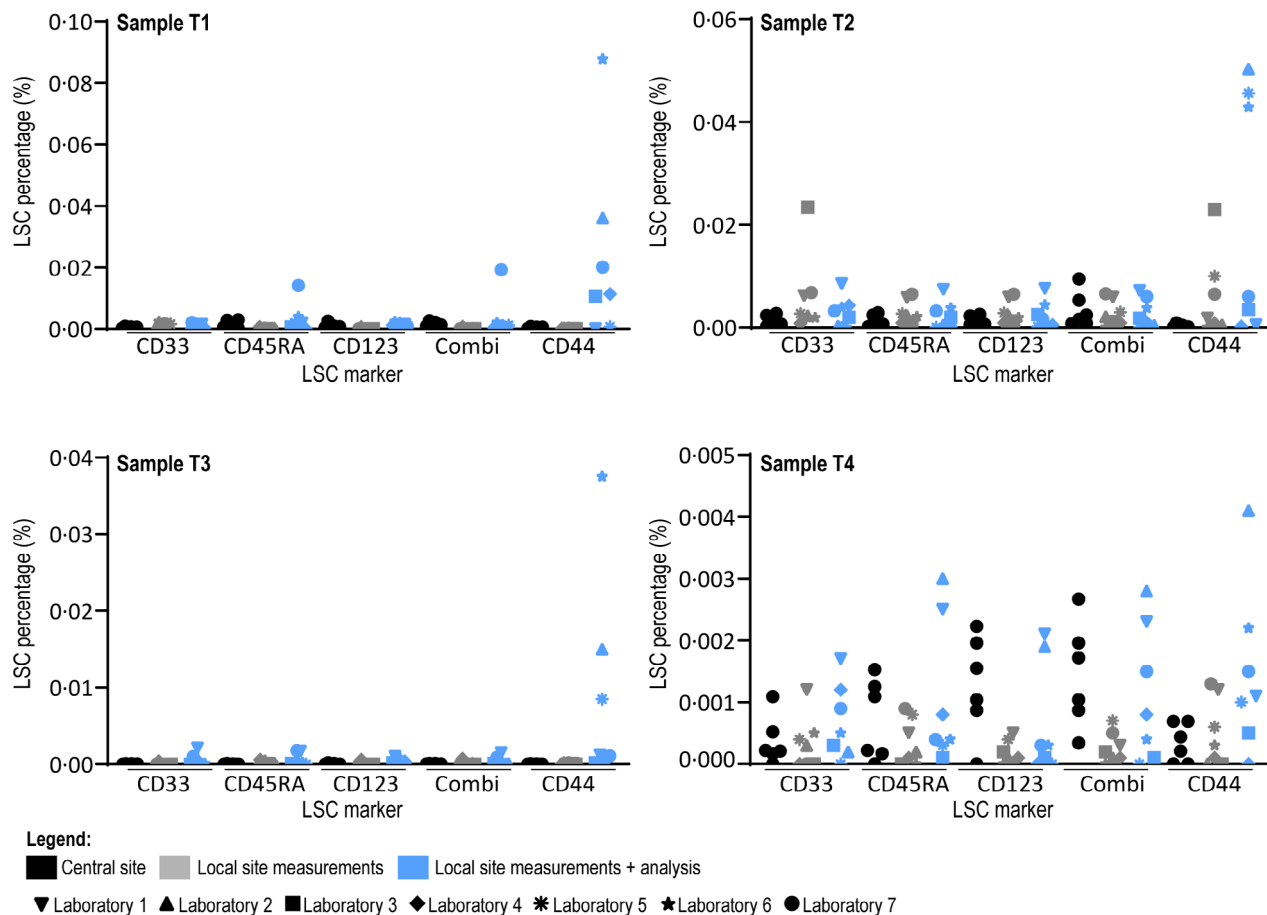 Sample T1
LSC percentage (%)
0·10
0·08
0·06
0·04
0·02
0·00
CD33 CD45RA CD123 Combi CD44
LSC marker
Sample T2
LSC percentage (%)
0·06
0·04
0·02
0·00
CD33 CD45RA CD123 Combi CD44
LSC marker
Sample T3
LSC percentage (%)
0·04
0·03
0·02
0·01
0·00
CD33 CD45RA CD123 Combi CD44
LSC marker
Sample T4
LSC percentage (%)
0·005
0·004
0·003
0·002
0·001
0·000
CD33 CD45RA CD123 Combi CD44
LSC marker
Legend:
Central site Local site measurements Local site measurements + analysis
Laboratory 1 Laboratory 2 Laboratory 3 Laboratory 4 Laboratory 5 Laboratory 6 Laboratory 7